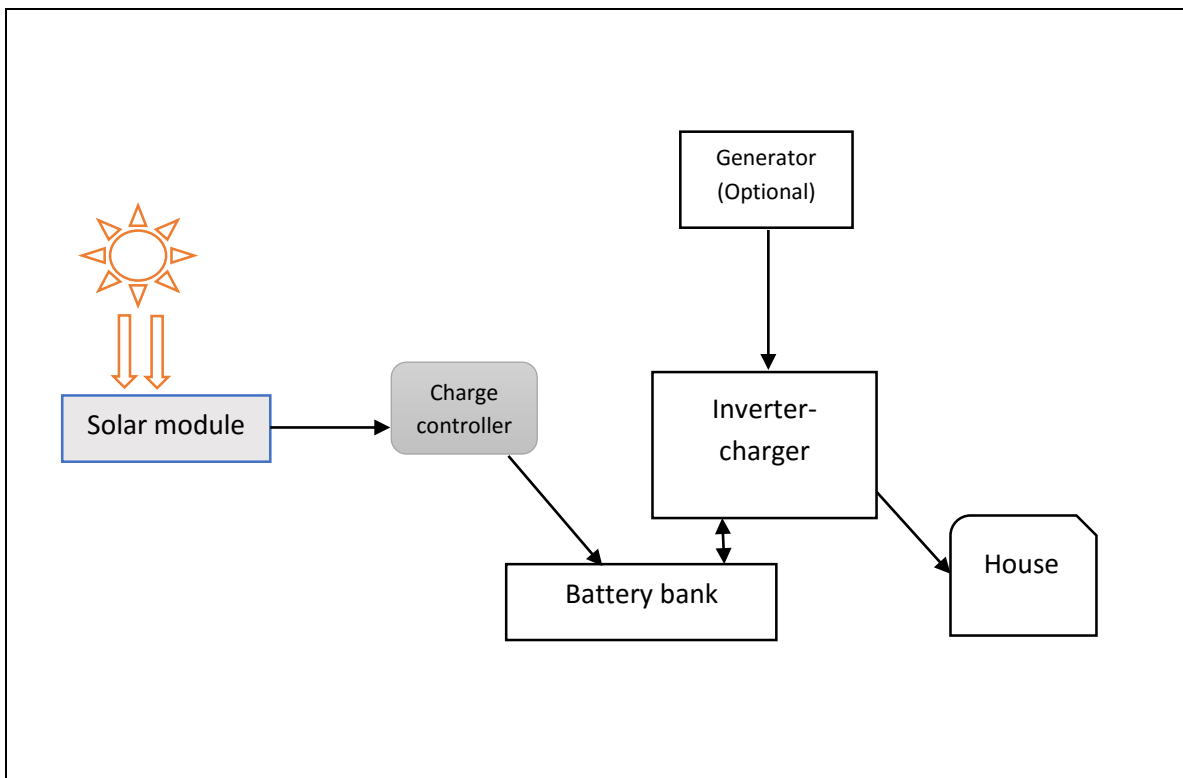 Generator
(Optional)
Solar module
Charge
controller
Inverter-
charger
Battery bank
House